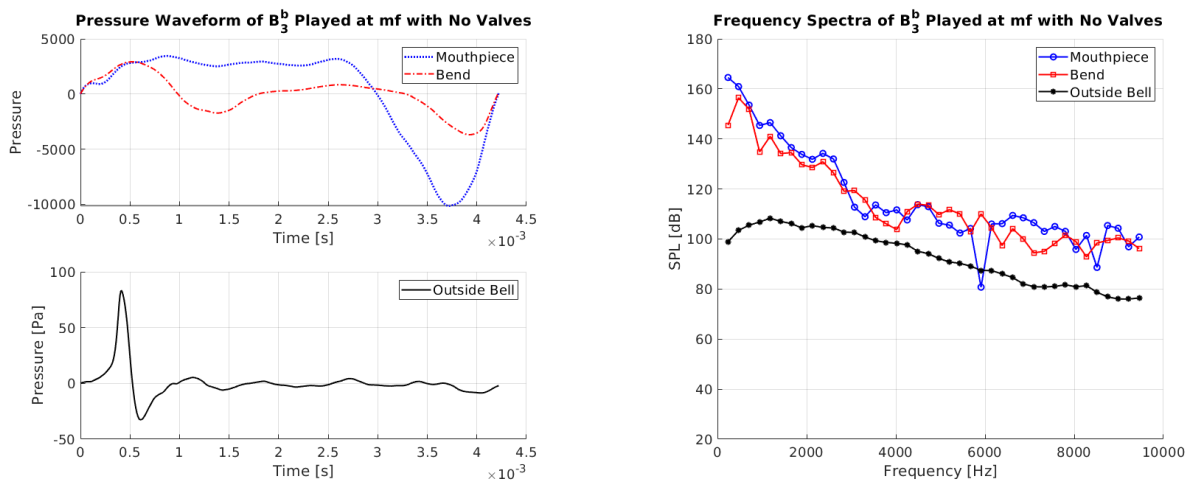 Pressure Waveform of B♭3 Played at mf with No Valves
5000
0
-5000
-10000
Pressure
Mouthpiece
Bend
0 0.5 1 1.5 2 2.5 3 3.5 4 4.5
Time [s]
×10⁻³
100
50
0
-50
Pressure [Pa]
Outside Bell
0 0.5 1 1.5 2 2.5 3 3.5 4 4.5
Time [s]
×10⁻³
Frequency Spectra of B♭3 Played at mf with No Valves
180
160
140
120
100
80
60
40
20
SPL [dB]
Mouthpiece
Bend
Outside Bell
0 2000 4000 6000 8000 10000
Frequency [Hz]